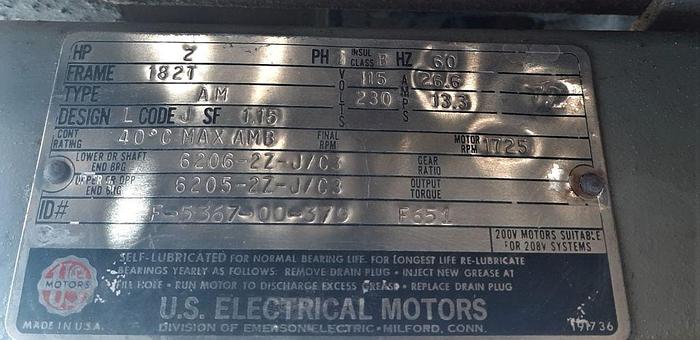 HP 2 PH INSUL CLASS B HZ 60
FRAME 182T VOLTS 115 AMPS 26.6
TYPE AM 230 13.3
DESIGN L CODE J SF 1.15
CONT RATING 40°C MAX AMB FINAL RPM MOTOR RPM 1725
LOWER OR SHAFT END BRG 6206-2Z-J/C3 GEAR RATIO
UPPER OR OPP END BRG 6205-2Z-J/C3 OUTPUT TORQUE
ID# F-5367-00-370 F651
200V MOTORS SUITABLE FOR 208V SYSTEMS
SELF-LUBRICATED FOR NORMAL BEARING LIFE. FOR LONGEST LIFE RE-LUBRICATE
BEARINGS YEARLY AS FOLLOWS: REMOVE DRAIN PLUG • INJECT NEW GREASE AT
FILL HOLE • RUN MOTOR TO DISCHARGE EXCESS GREASE • REPLACE DRAIN PLUG
US MOTORS
U.S. ELECTRICAL MOTORS
MADE IN U.S.A. DIVISION OF EMERSON ELECTRIC • MILFORD, CONN. 191736